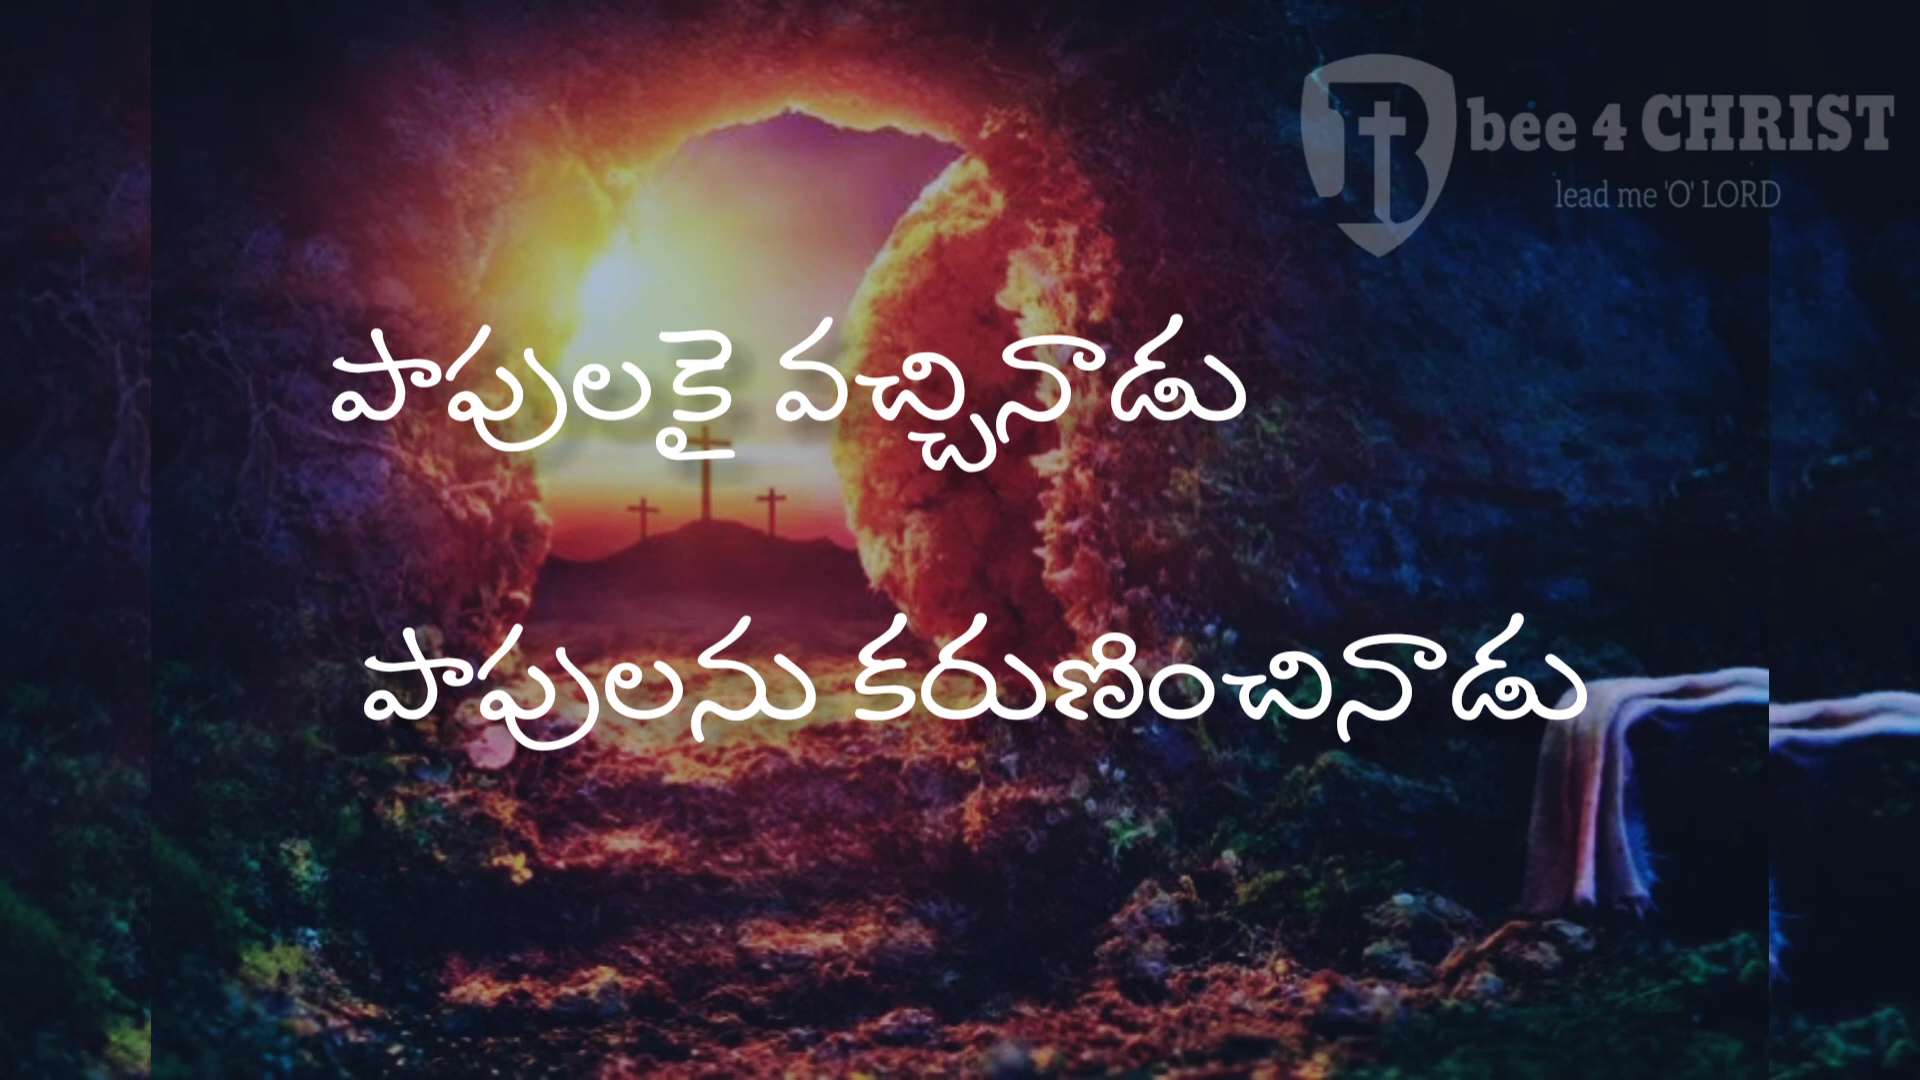 bee 4 CHRIST
lead me 'O' LORD
పాపులకై వచ్చినాడు
పాపులను కరుణించినాడు